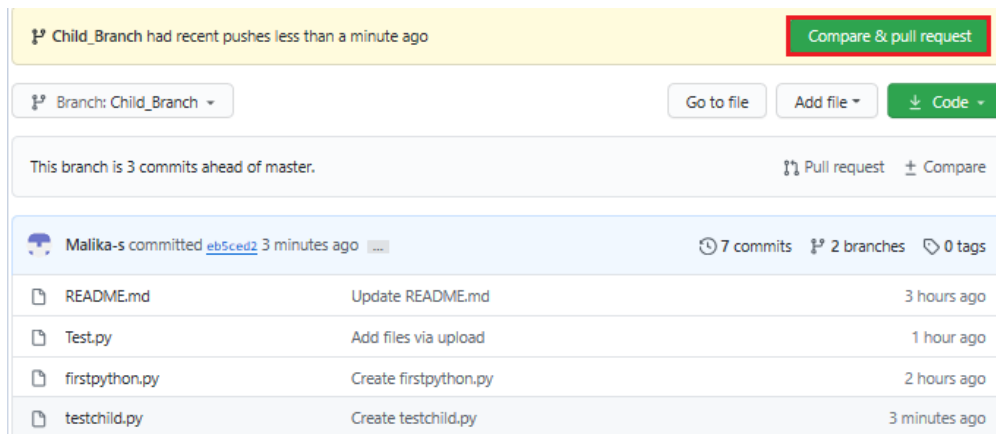 Child_Branch had recent pushes less than a minute ago Compare & pull request
Branch: Child_Branch Go to file Add file Code
This branch is 3 commits ahead of master. Pull request Compare
Malika-s committed eb5ced2 3 minutes ago ... 7 commits 2 branches 0 tags
README.md Update README.md 3 hours ago
Test.py Add files via upload 1 hour ago
firstpython.py Create firstpython.py 2 hours ago
testchild.py Create testchild.py 3 minutes ago